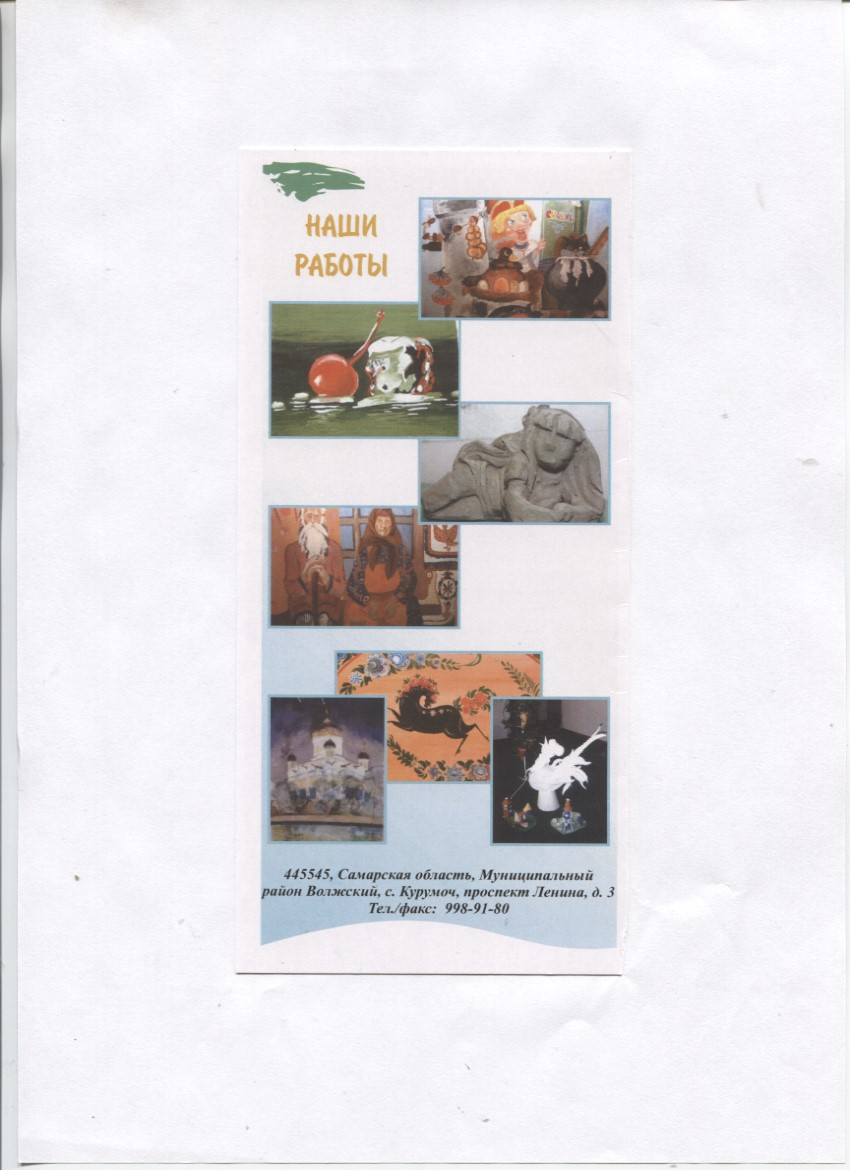 НАШИ
РАБОТЫ
445545, Самарская область, Муниципальный
район Волжский, с. Курумоч, проспект Ленина, д. 3
Тел./факс: 998-91-80